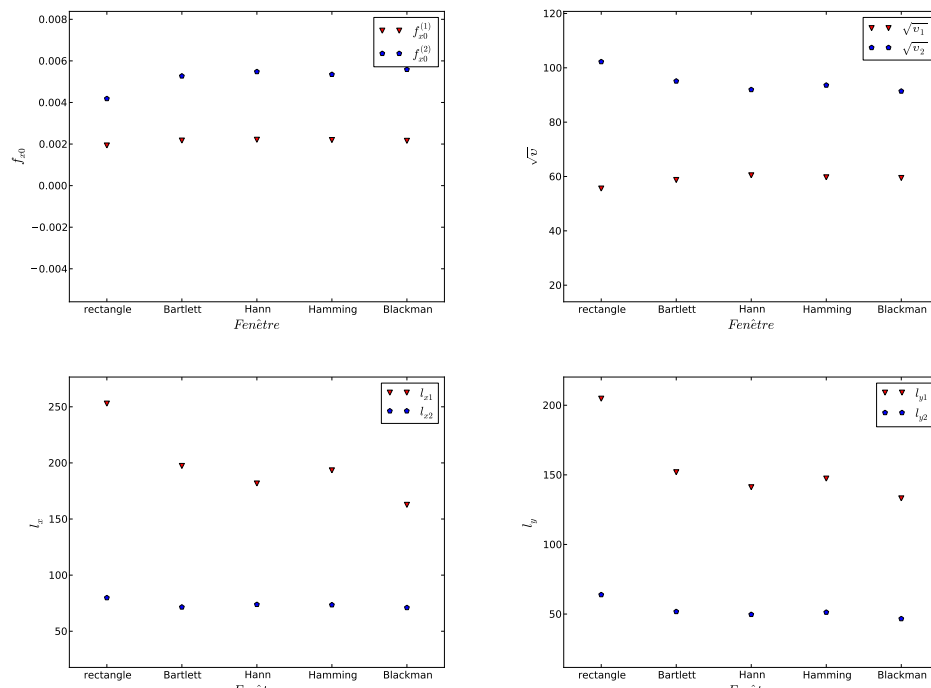 0.008
0.006
0.004
0.002
0.000
−0.002
−0.004
f_{x0}
f_{x0}^{(1)}
f_{x0}^{(2)}
rectangle Bartlett Hann Hamming Blackman
Fenêtre
120
100
80
60
40
20
√v
√v_1
√v_2
rectangle Bartlett Hann Hamming Blackman
Fenêtre
250
200
150
100
50
l_x
l_{x1}
l_{x2}
rectangle Bartlett Hann Hamming Blackman
200
150
100
50
l_y
l_{y1}
l_{y2}
rectangle Bartlett Hann Hamming Blackman